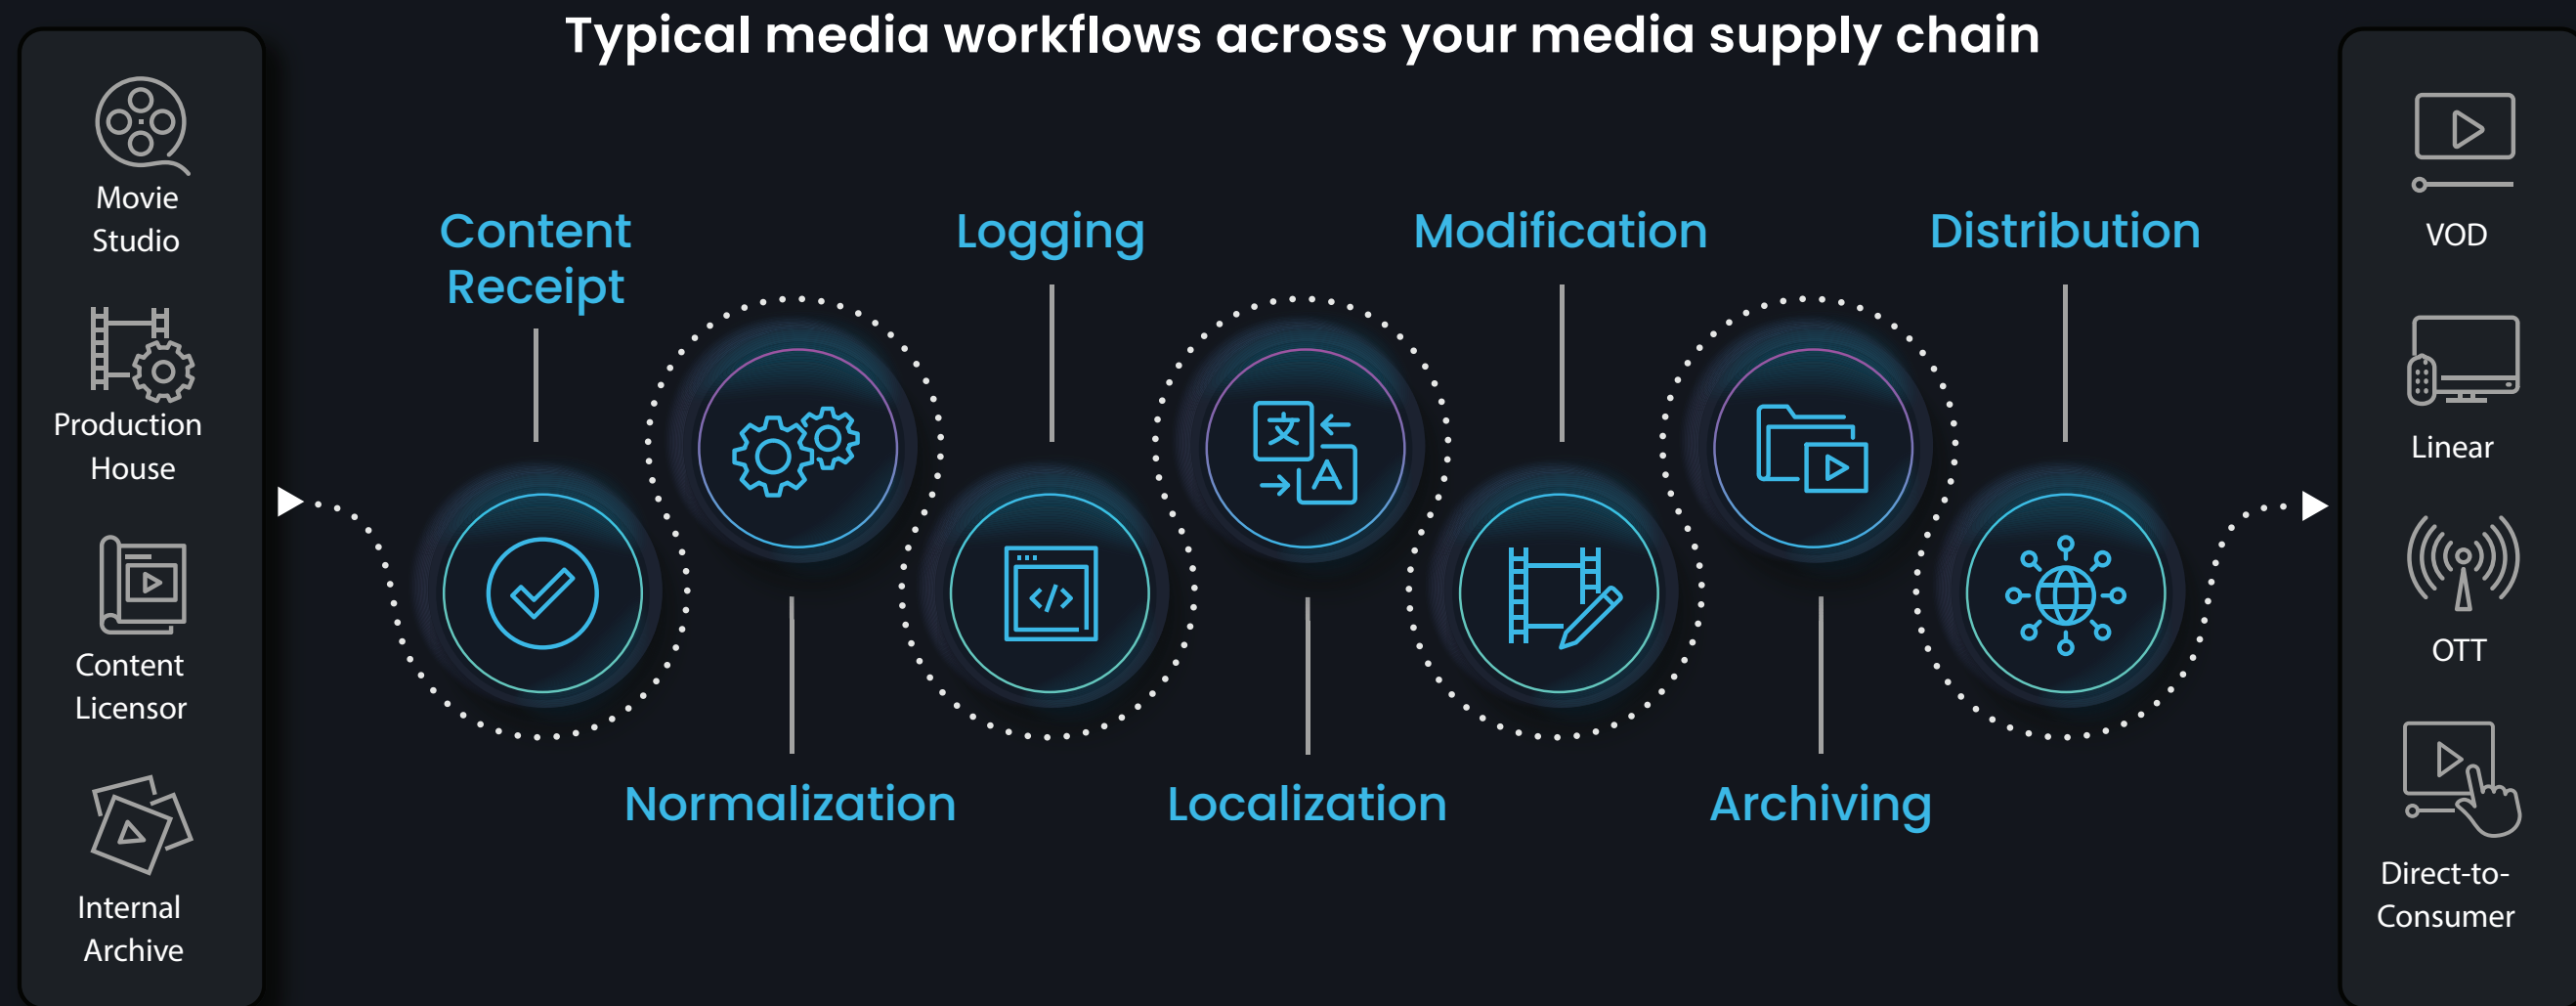 Typical media workflows across your media supply chain
Movie
Studio
Production
House
Content
Licensor
Internal
Archive
Content
Receipt
Normalization
Logging
Localization
文
A
Modification
Archiving
Distribution
</>
VOD
Linear
OTT
Direct-to-
Consumer